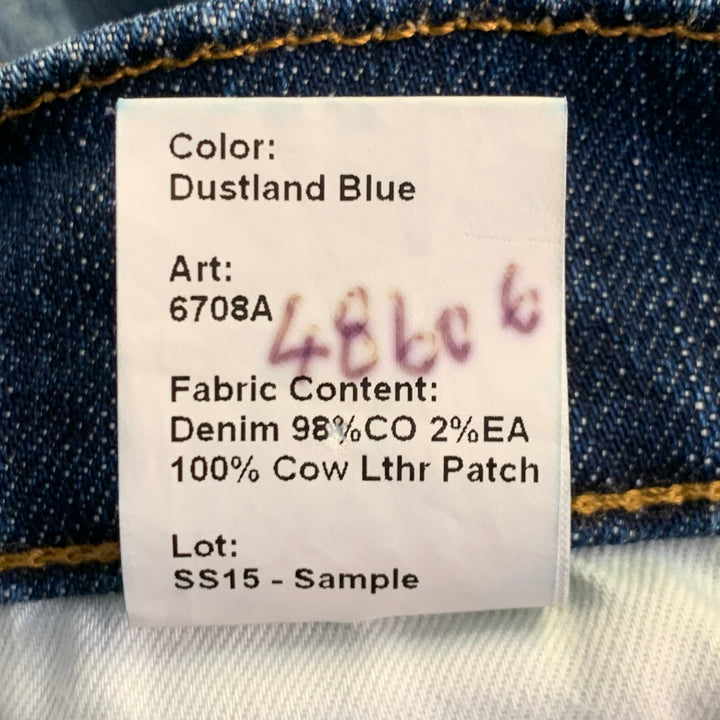 Color:
Dustland Blue
Art:
6708A
Fabric Content:
Denim 98%CO 2%EA
100% Cow Lthr Patch
Lot:
SS15 - Sample